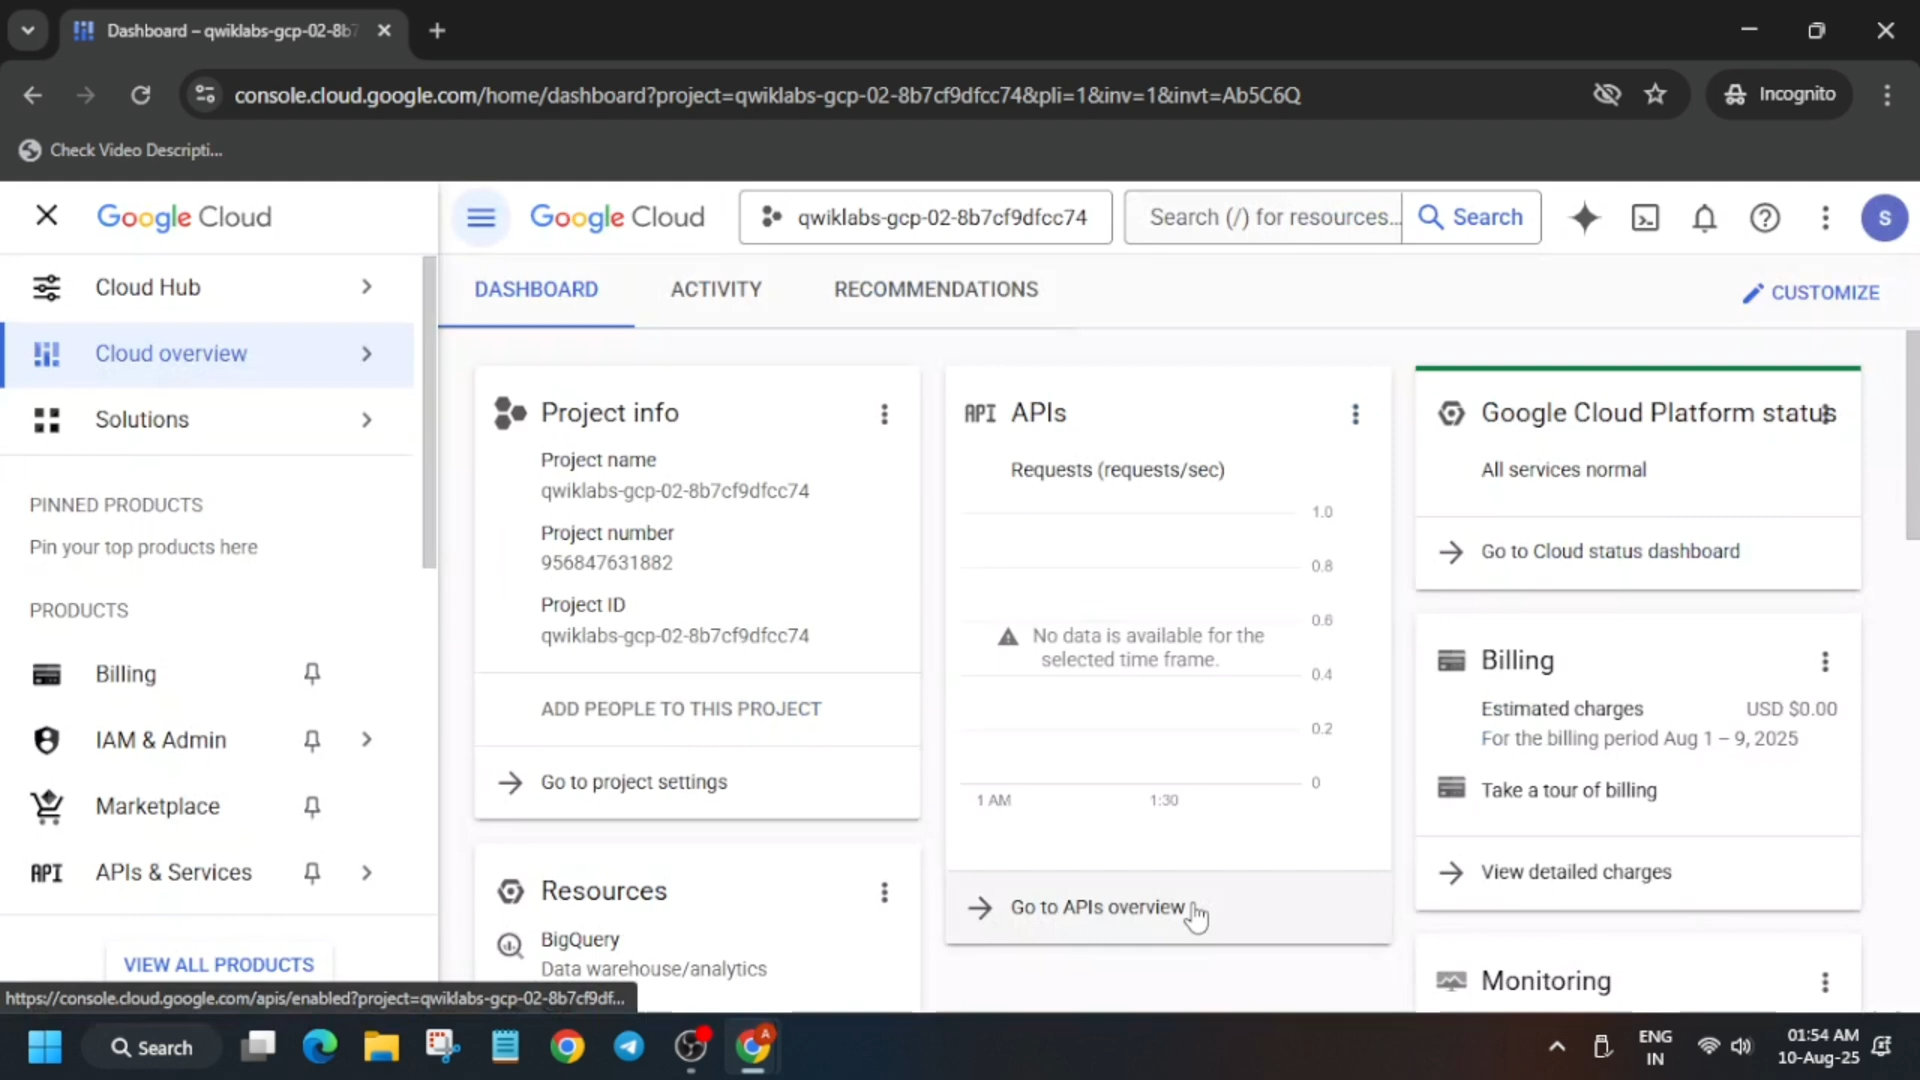 Dashboard – qwiklabs-gcp-02-8b7
console.cloud.google.com/home/dashboard?project=qwiklabs-gcp-02-8b7cf9dfcc74&pli=1&inv=1&invt=Ab5C6Q
Incognito
Check Video Descripti...
Google Cloud
Google Cloud
qwiklabs-gcp-02-8b7cf9dfcc74
Search (/) for resources...
Search
S
Cloud Hub
Cloud overview
Solutions
PINNED PRODUCTS
Pin your top products here
PRODUCTS
Billing
IAM & Admin
Marketplace
API
APIs & Services
VIEW ALL PRODUCTS
DASHBOARD
ACTIVITY
RECOMMENDATIONS
CUSTOMIZE
Project info
Project name
qwiklabs-gcp-02-8b7cf9dfcc74
Project number
956847631882
Project ID
qwiklabs-gcp-02-8b7cf9dfcc74
ADD PEOPLE TO THIS PROJECT
Go to project settings
Resources
BigQuery
Data warehouse/analytics
API APIs
Requests (requests/sec)
1.0
0.8
0.6
No data is available for the
selected time frame.
0.4
0.2
0
1 AM
1:30
Go to APIs overview
Google Cloud Platform status
All services normal
Go to Cloud status dashboard
Billing
Estimated charges
USD $0.00
For the billing period Aug 1 – 9, 2025
Take a tour of billing
View detailed charges
Monitoring
https://console.cloud.google.com/apis/enabled?project=qwiklabs-gcp-02-8b7cf9df...
Search
A
ENG
IN
01:54 AM
10-Aug-25